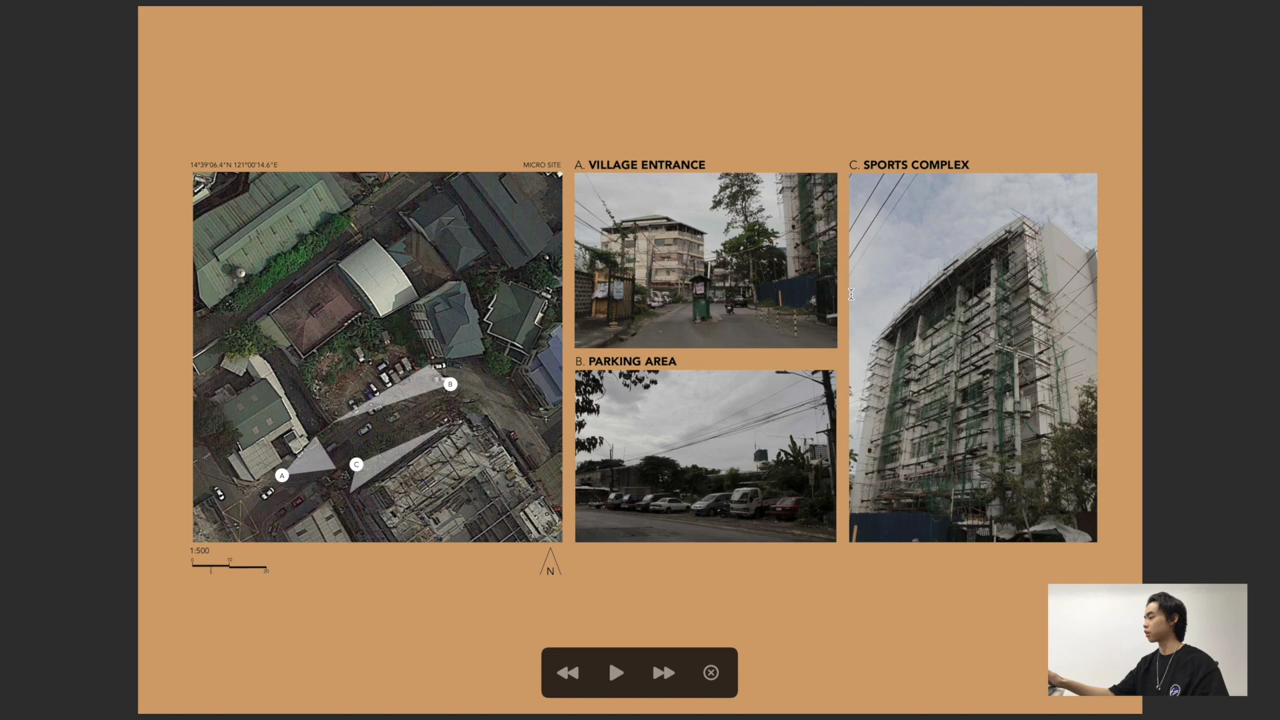 14°39'06.4"N 121°00'14.6"E
MICRO SITE
A. VILLAGE ENTRANCE
C. SPORTS COMPLEX
B. PARKING AREA
B
C
A
1:500
N